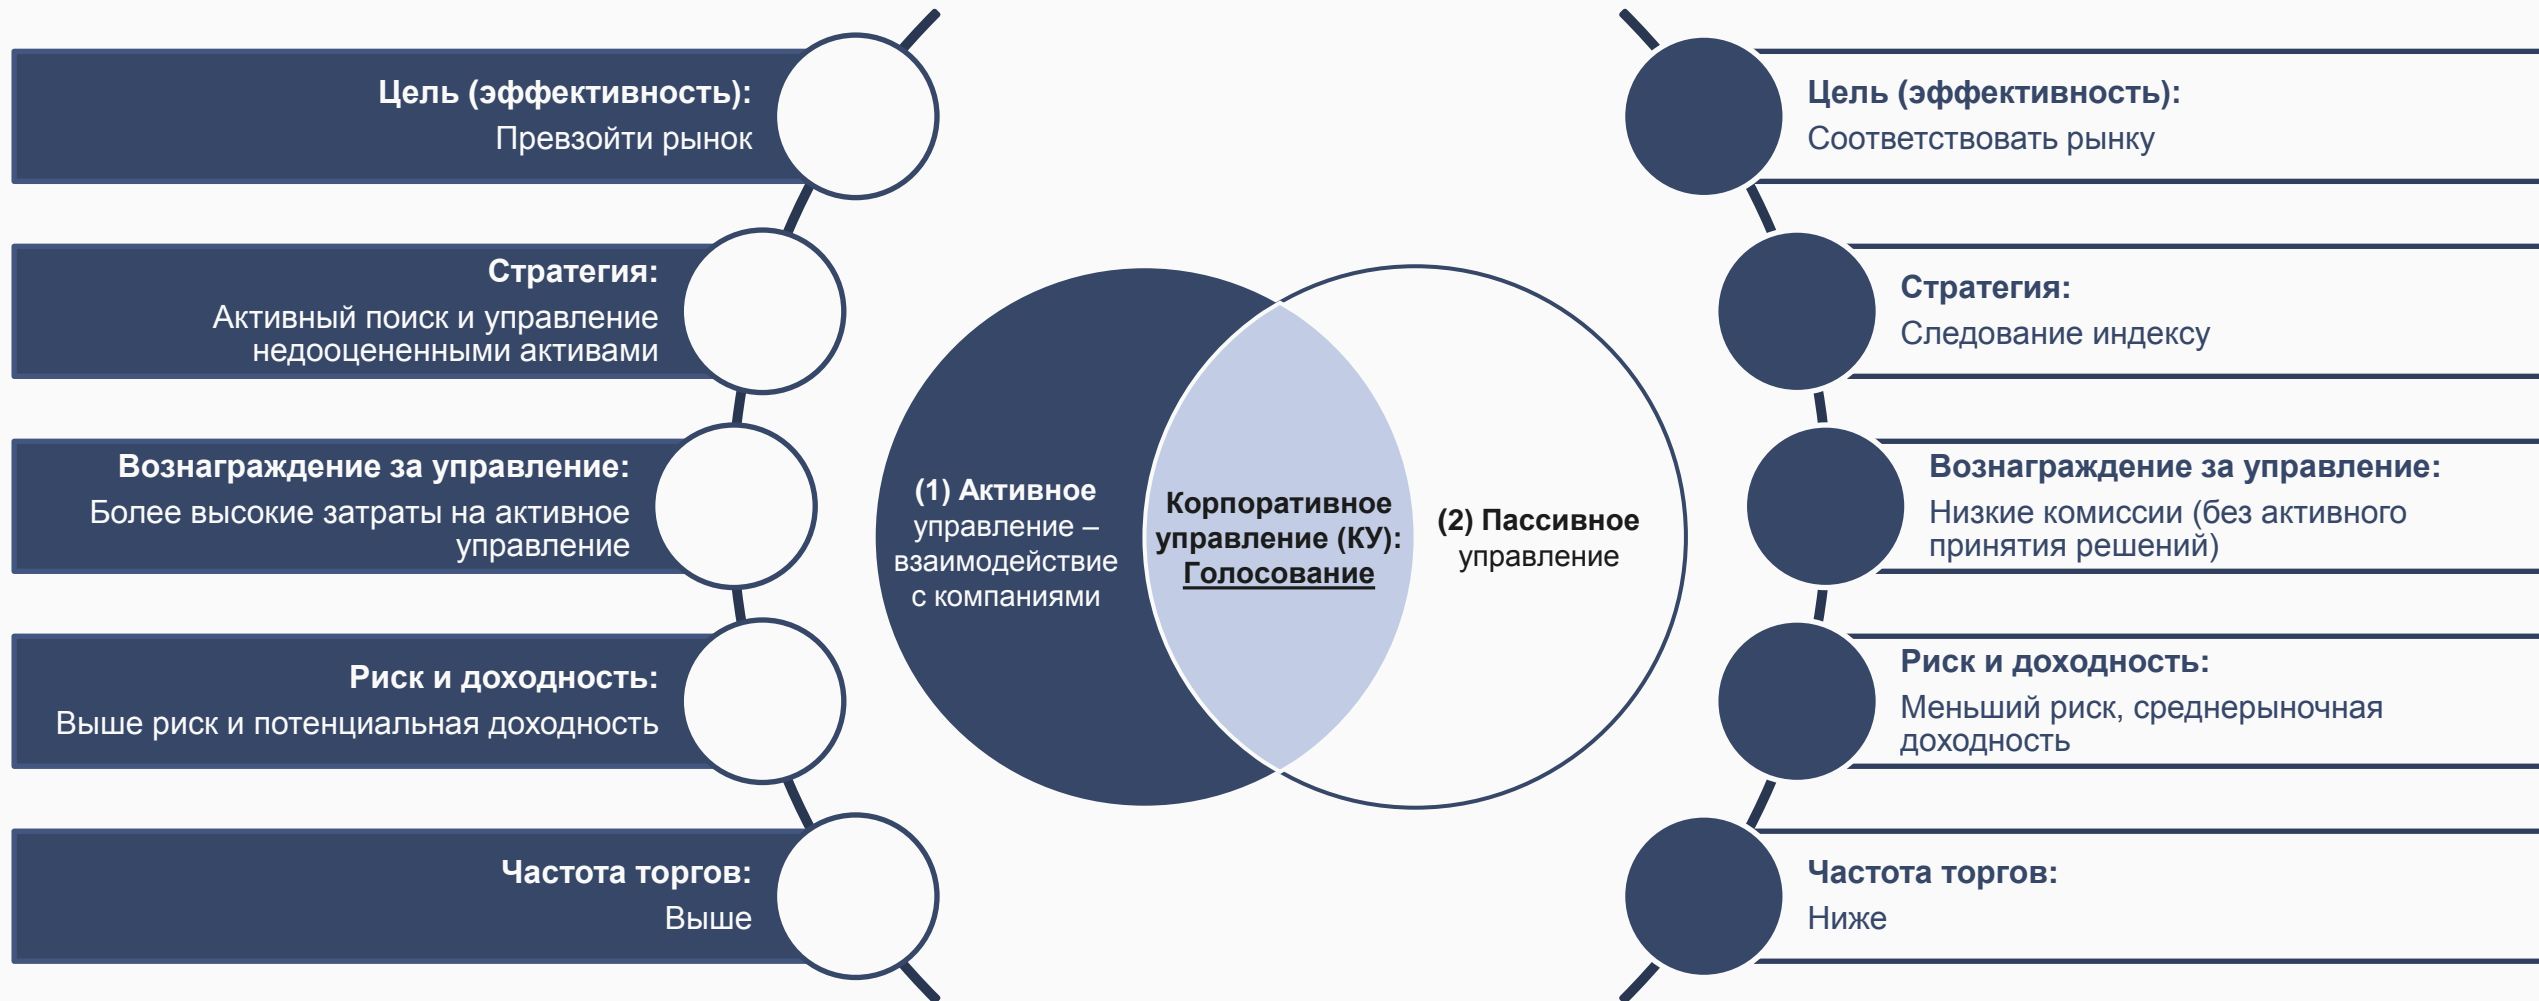 Цель (эффективность):
Превзойти рынок
Стратегия:
Активный поиск и управление
недооцененными активами
Вознаграждение за управление:
Более высокие затраты на активное
управление
Риск и доходность:
Выше риск и потенциальная доходность
Частота торгов:
Выше
(1) Активное
управление –
взаимодействие
с компаниями
Корпоративное
управление (КУ):
Голосование
(2) Пассивное
управление
Цель (эффективность):
Соответствовать рынку
Стратегия:
Следование индексу
Вознаграждение за управление:
Низкие комиссии (без активного
принятия решений)
Риск и доходность:
Меньший риск, среднерыночная
доходность
Частота торгов:
Ниже